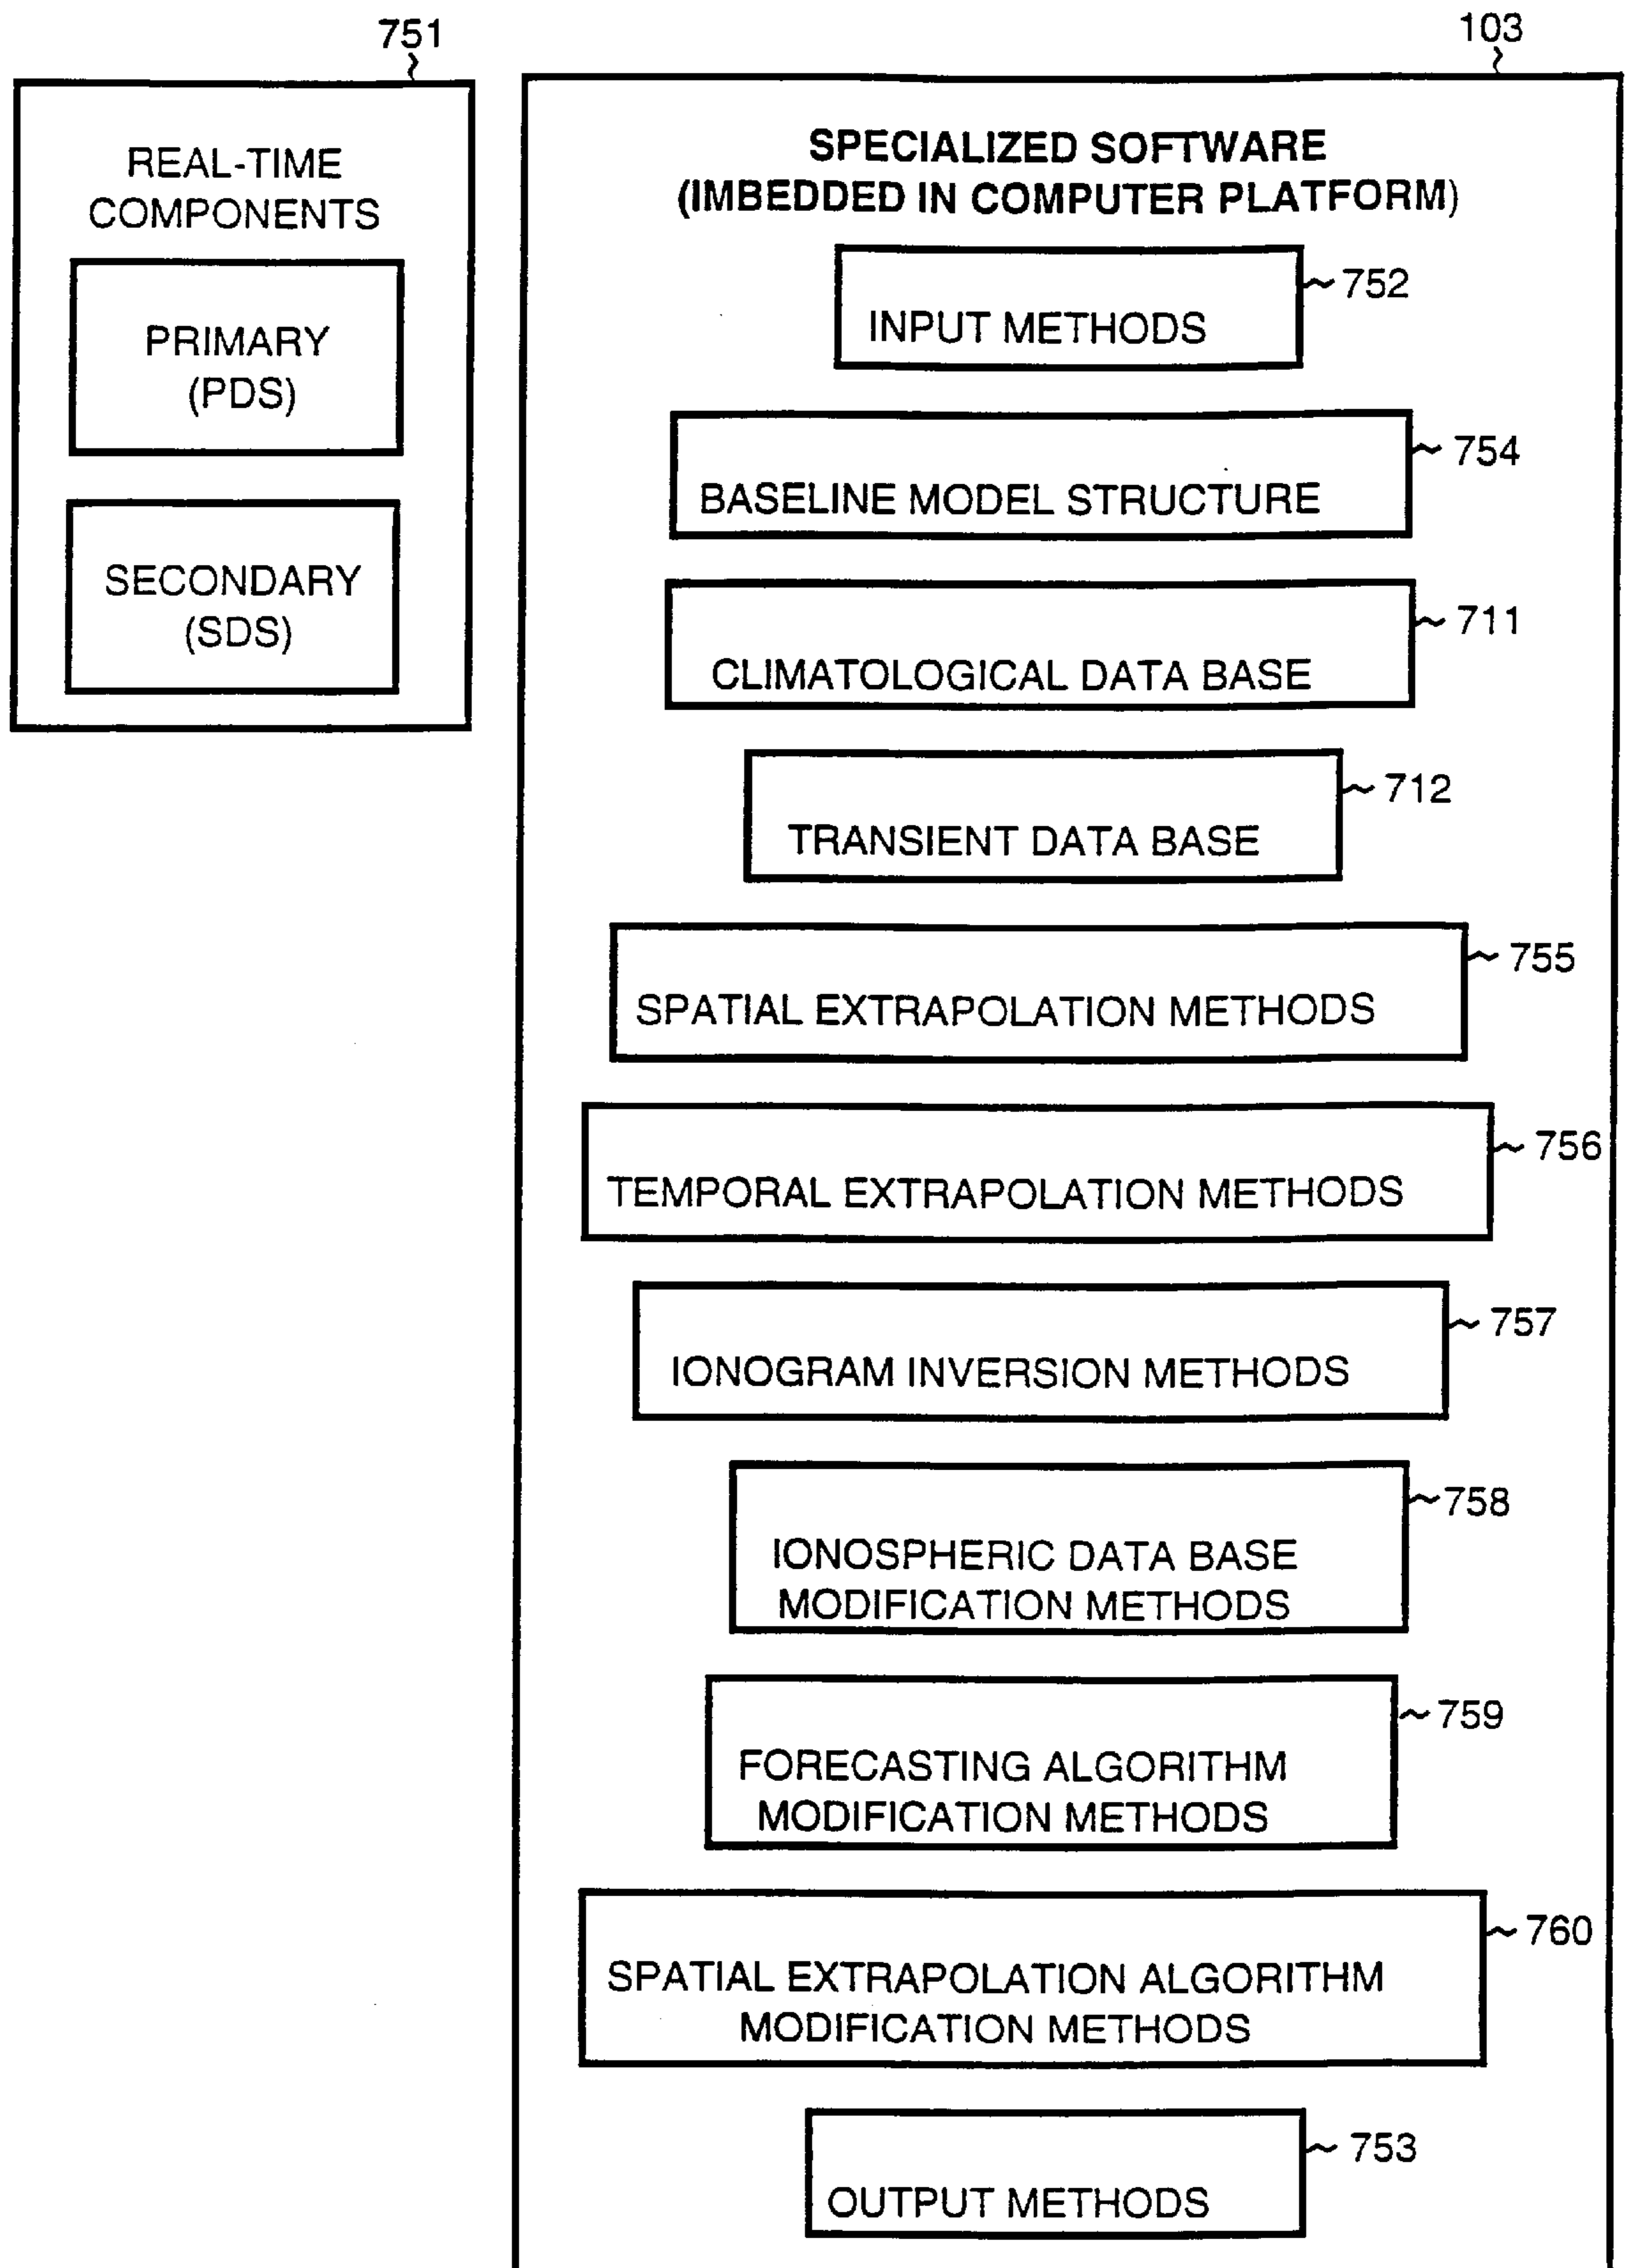 751
REAL-TIME
COMPONENTS
PRIMARY
(PDS)
SECONDARY
(SDS)
103
SPECIALIZED SOFTWARE
(IMBEDDED IN COMPUTER PLATFORM)
752
INPUT METHODS
754
BASELINE MODEL STRUCTURE
711
CLIMATOLOGICAL DATA BASE
712
TRANSIENT DATA BASE
755
SPATIAL EXTRAPOLATION METHODS
756
TEMPORAL EXTRAPOLATION METHODS
757
IONOGRAM INVERSION METHODS
758
IONOSPHERIC DATA BASE
MODIFICATION METHODS
759
FORECASTING ALGORITHM
MODIFICATION METHODS
760
SPATIAL EXTRAPOLATION ALGORITHM
MODIFICATION METHODS
753
OUTPUT METHODS